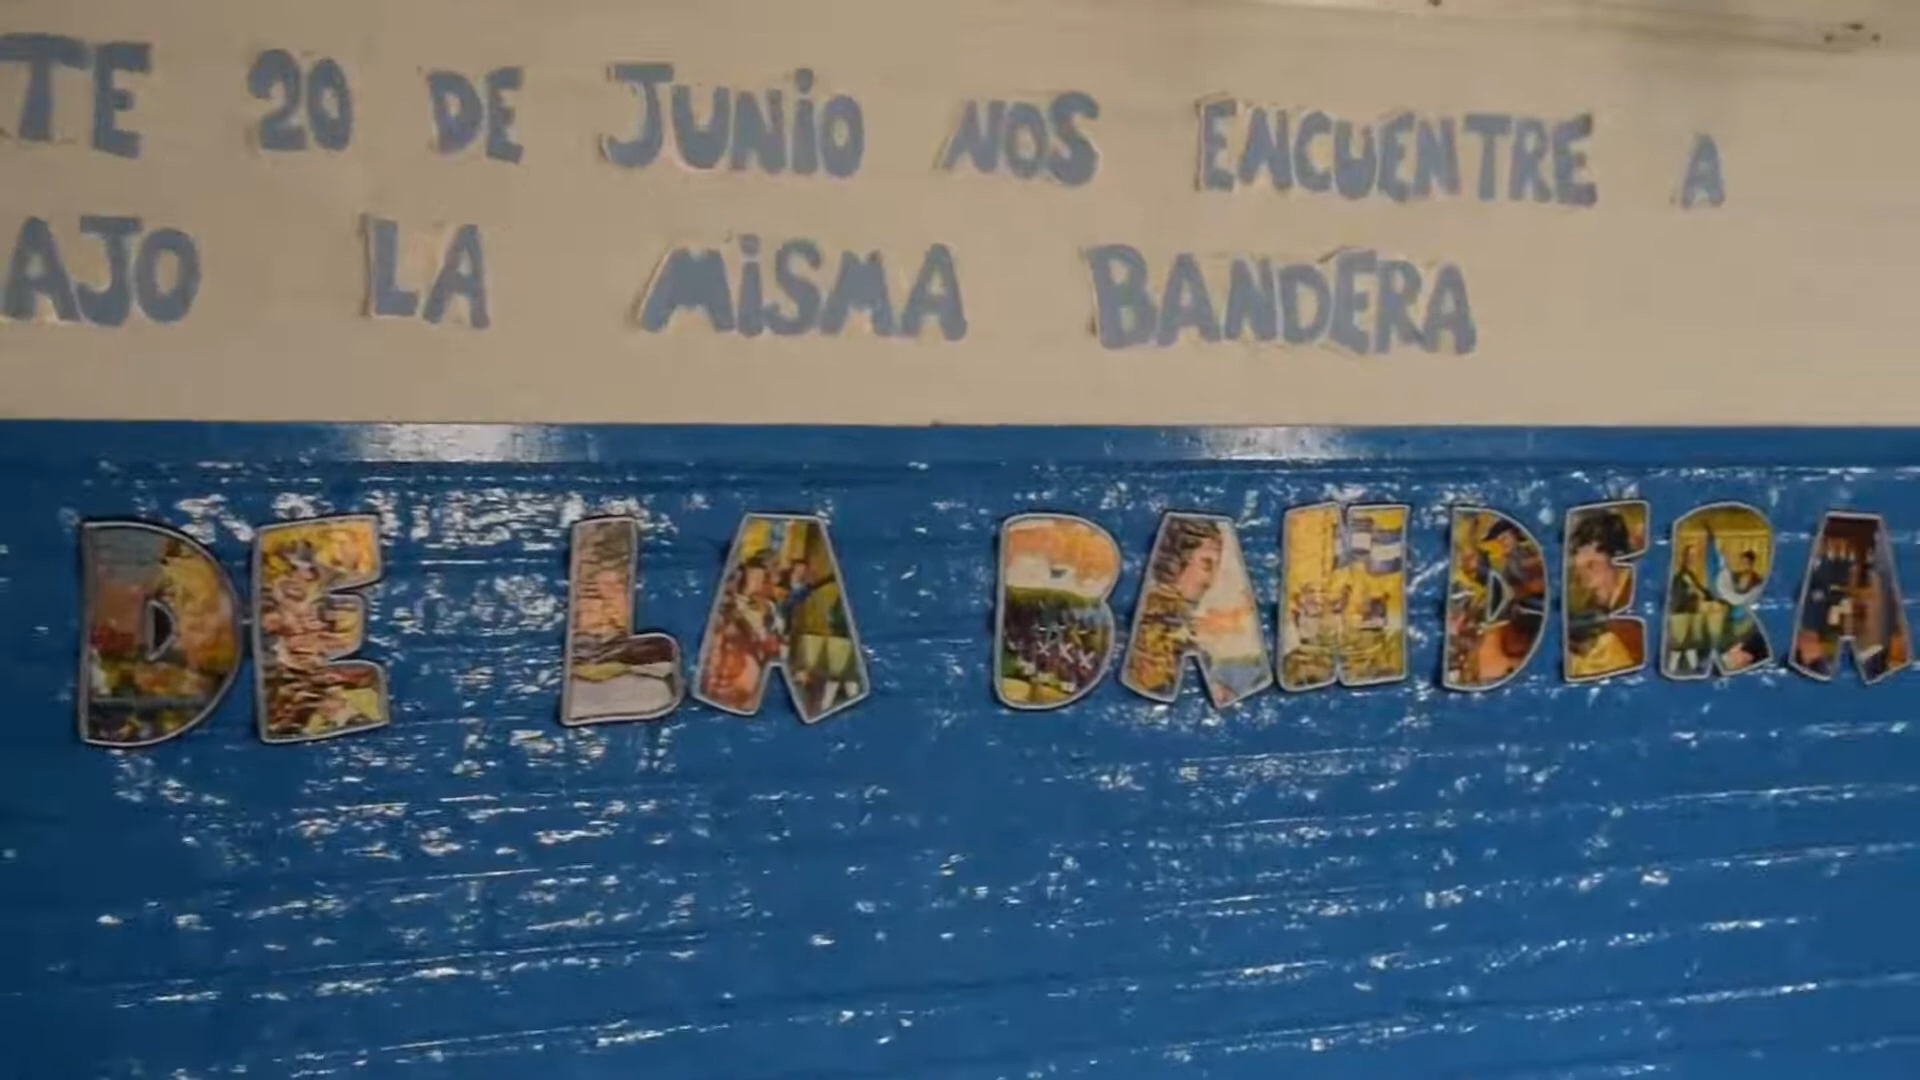 TE 20 DE JUNiO NOS ENCUENTRE A
AJO LA MiSMA BANDERA
DE LA BANDERA